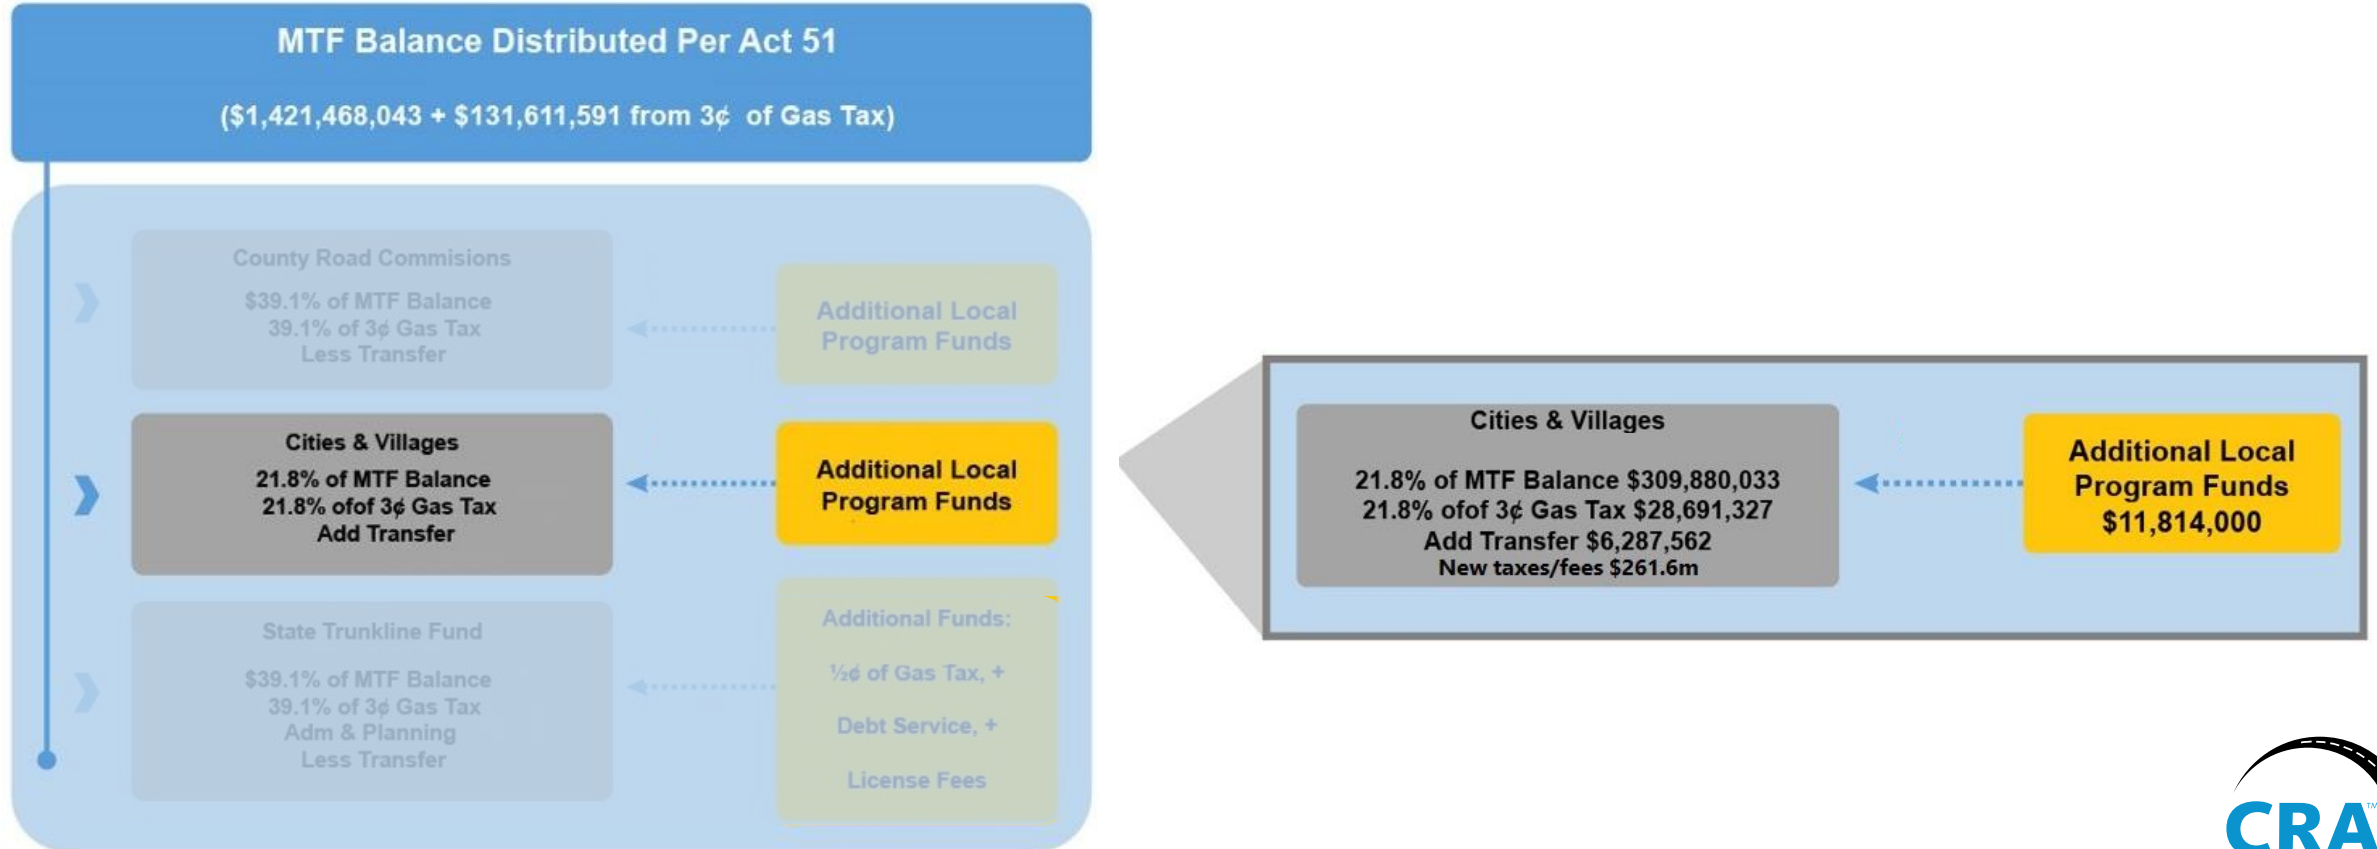 MTF Balance Distributed Per Act 51
($1,421,468,043 + $131,611,591 from 3¢ of Gas Tax)
County Road Commisions
$39.1% of MTF Balance
39.1% of 3¢ Gas Tax
Less Transfer
Additional Local
Program Funds
Cities & Villages
21.8% of MTF Balance
21.8% ofof 3¢ Gas Tax
Add Transfer
Additional Local
Program Funds
State Trunkline Fund
$39.1% of MTF Balance
39.1% of 3¢ Gas Tax
Adm & Planning
Less Transfer
Additional Funds:
½¢ of Gas Tax, +
Debt Service, +
License Fees
Cities & Villages
21.8% of MTF Balance $309,880,033
21.8% ofof 3¢ Gas Tax $28,691,327
Add Transfer $6,287,562
New taxes/fees $261.6m
Additional Local
Program Funds
$11,814,000
CRA™